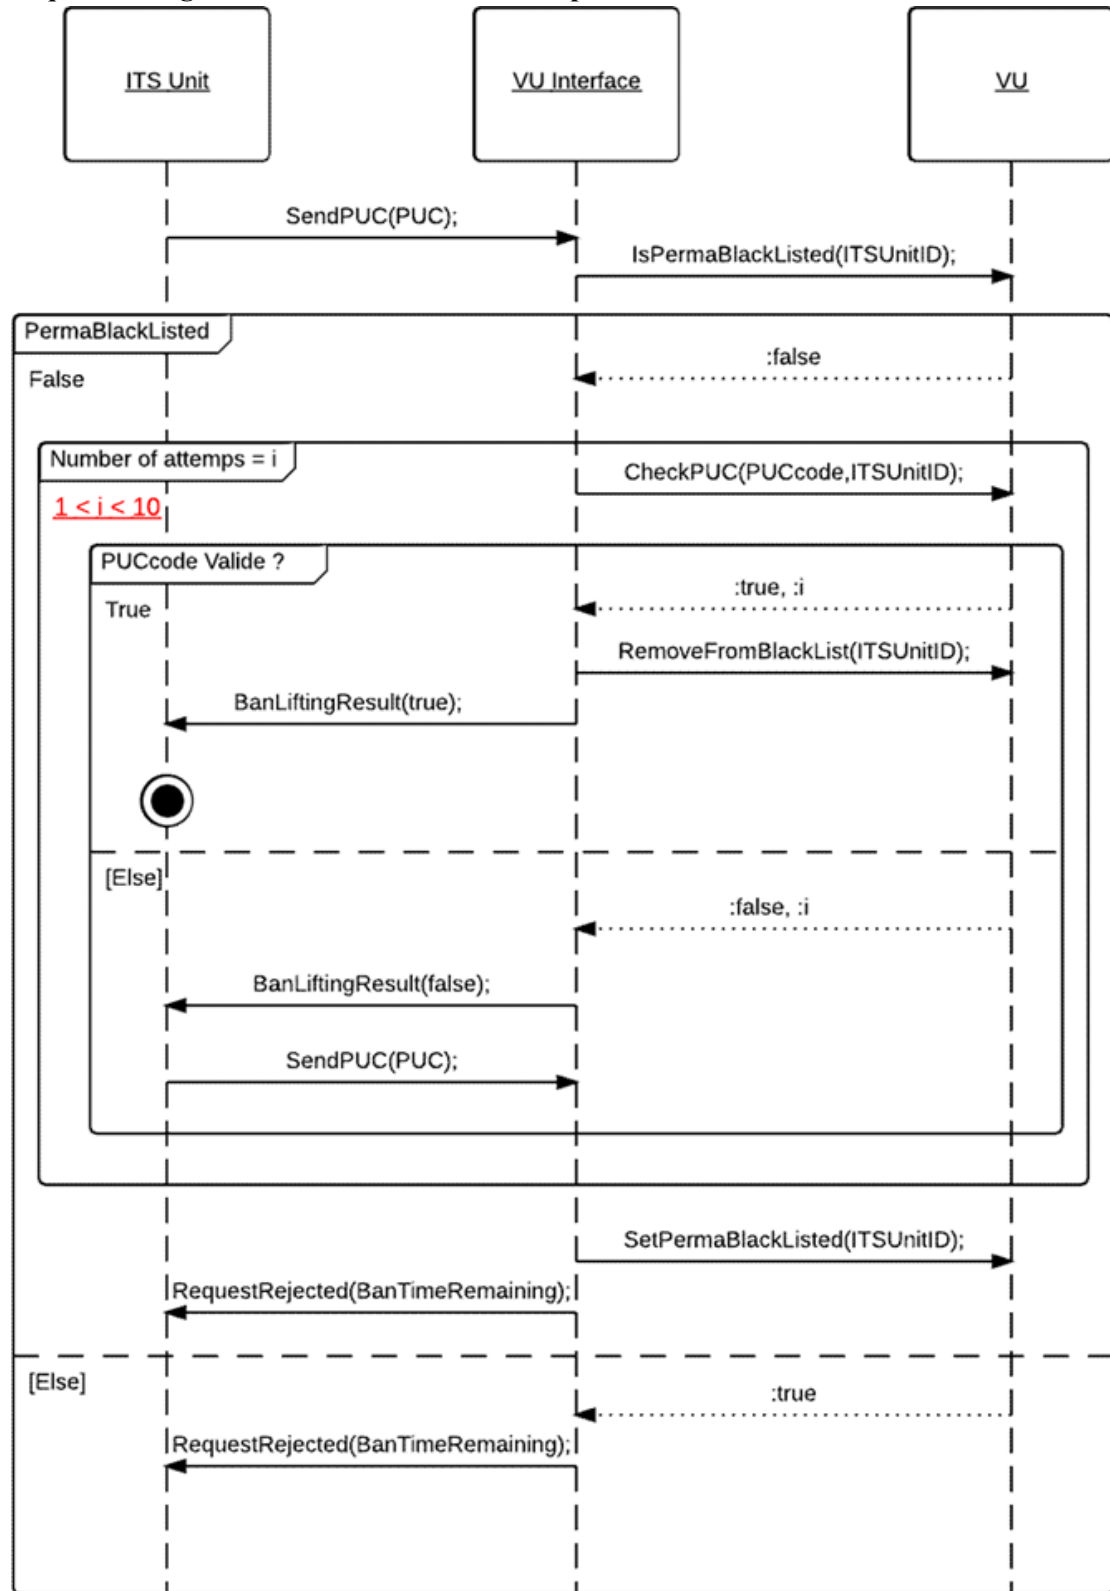 ITS Unit
VU Interface
VU
SendPUC(PUC);
IsPermaBlackListed(ITSUnitID);
PermaBlackListed
:false
False
Number of attemps = i
CheckPUC(PUCcode,ITSUnitID);
1 < i < 10
PUCcode Valide ?
:true, :i
True
RemoveFromBlackList(ITSUnitID);
BanLiftingResult(true);
[Else]
:false, :i
BanLiftingResult(false);
SendPUC(PUC);
SetPermaBlackListed(ITSUnitID);
RequestRejected(BanTimeRemaining);
[Else]
:true
RequestRejected(BanTimeRemaining);